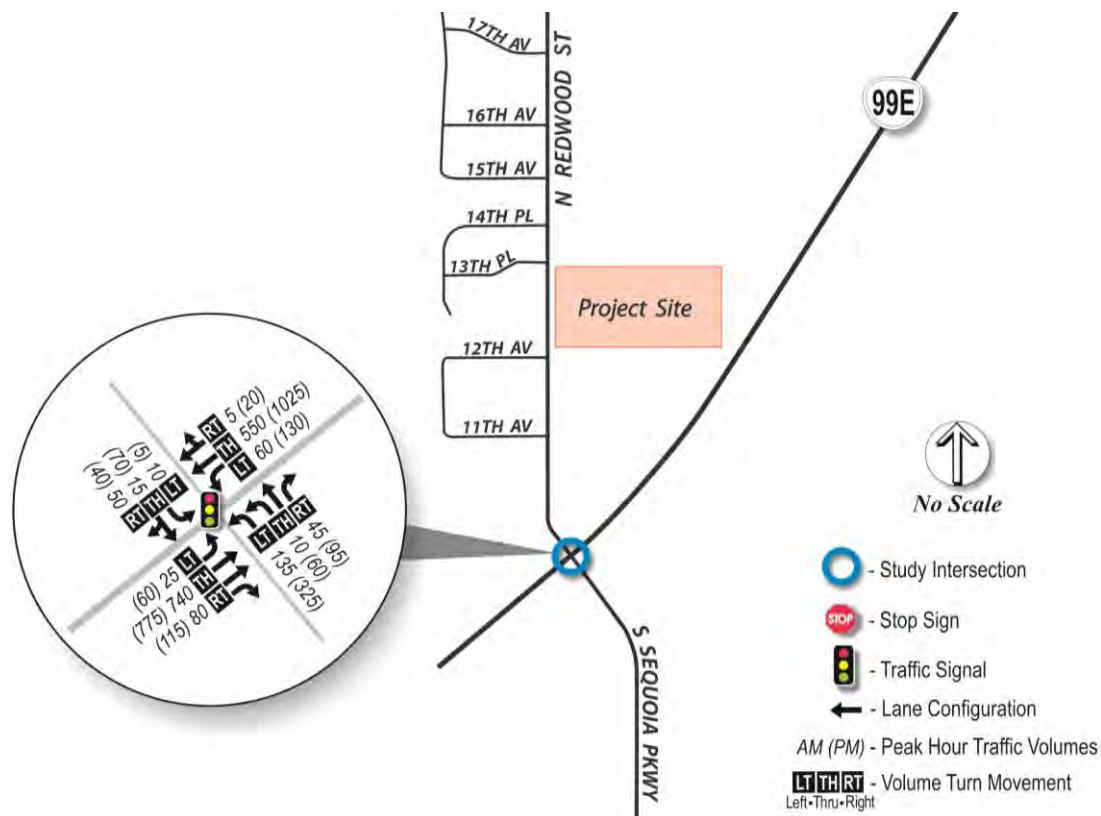 17TH AV
N REDWOOD ST
99E
16TH AV
15TH AV
14TH PL
13TH PL
Project Site
12TH AV
11TH AV
RT 5 (20)
TH 550 (1025)
LT 60 (130)
(5) 10 LT
(70) 15 TH
(40) 50 RT
RT 45 (95)
TH 10 (60)
LT 135 (325)
(60) 25 LT
(775) 740 TH
(115) 80 RT
S SEQUOIA PKWY
No Scale
- Study Intersection
STOP - Stop Sign
- Traffic Signal
- Lane Configuration
AM (PM) - Peak Hour Traffic Volumes
LT TH RT - Volume Turn Movement
Left•Thru•Right